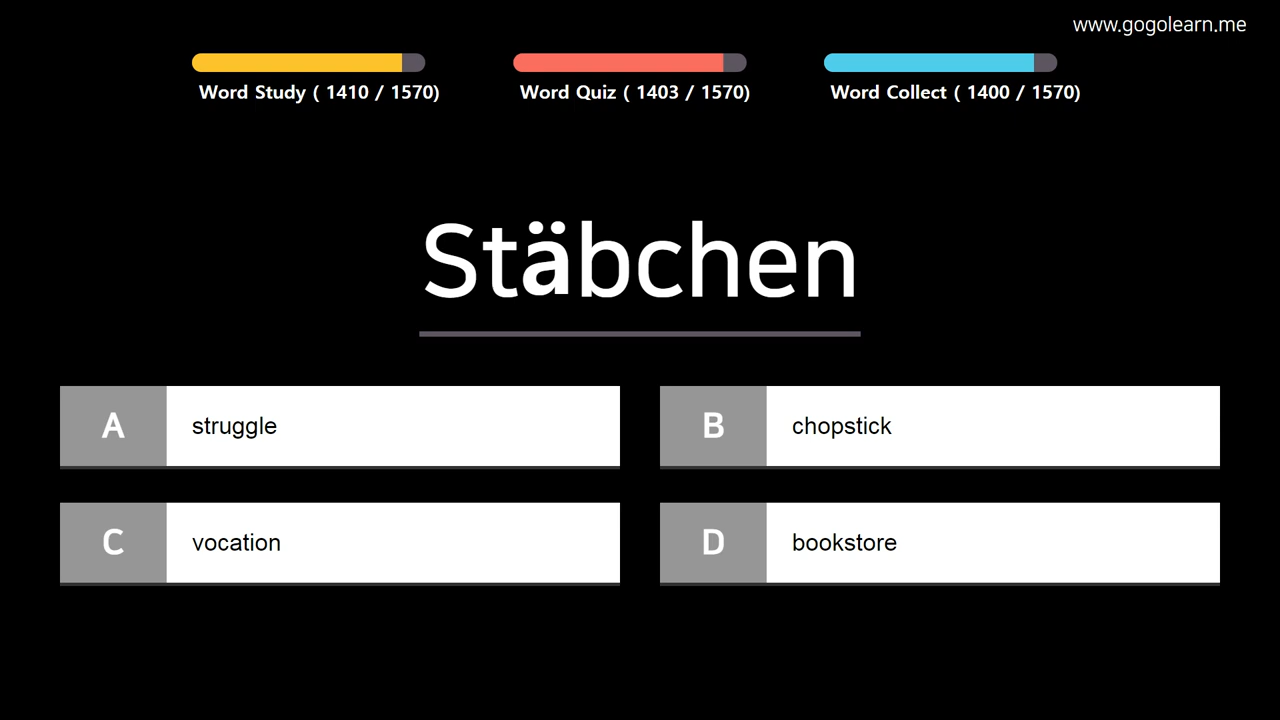 www.gogolearn.me
Word Study ( 1410 / 1570)
Word Quiz ( 1403 / 1570)
Word Collect ( 1400 / 1570)
Stäbchen
A struggle
B chopstick
C vocation
D bookstore